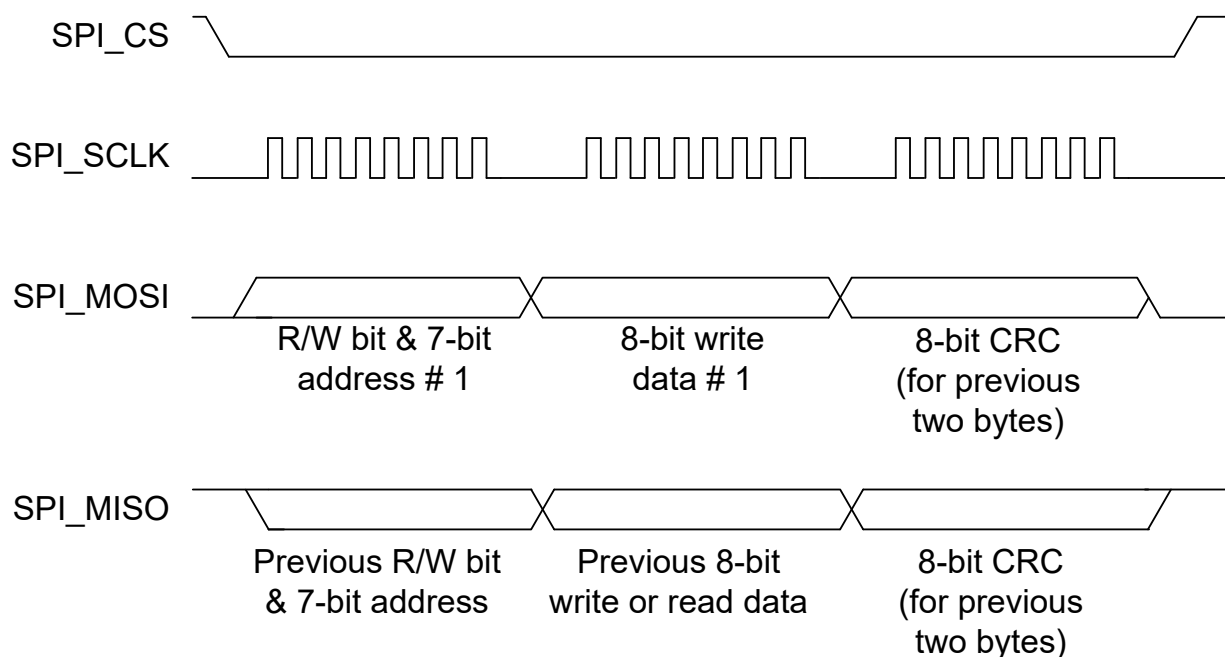 SPI_CS
SPI_SCLK
SPI_MOSI
R/W bit & 7-bit
address # 1
8-bit write
data # 1
8-bit CRC
(for previous
two bytes)
SPI_MISO
Previous R/W bit
& 7-bit address
Previous 8-bit
write or read data
8-bit CRC
(for previous
two bytes)